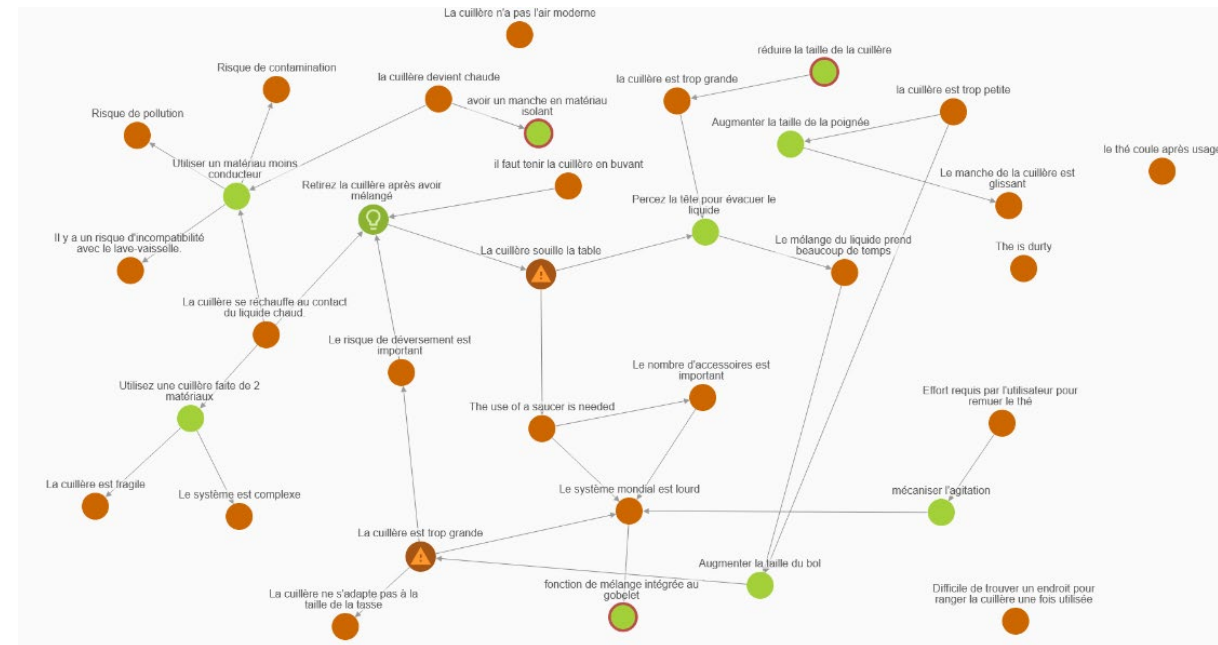 La cuillère n'a pas l'air moderne
réduire la taille de la cuillère
Risque de contamination
la cuillère devient chaude
la cuillère est trop grande
la cuillère est trop petite
avoir un manche en matériau
isolant
Risque de pollution
Augmenter la taille de la poignée
le thé coule après usage
Utiliser un matériau moins
conducteur
il faut tenir la cuillère en buvant
Retirez la cuillère après avoir
mélangé
Le manche de la cuillère est
glissant
Percez la tête pour évacuer le
liquide
Il y a un risque d'incompatibilité
avec le lave-vaisselle.
La cuillère souille la table
Le mélange du liquide prend
beaucoup de temps
The is durty
La cuillère se réchauffe au contact
du liquide chaud.
Le risque de déversement est
important
Le nombre d'accessoires est
important
Utilisez une cuillère faite de 2
matériaux
Effort requis par l'utilisateur pour
remuer le thé
The use of a saucer is needed
La cuillère est fragile
Le système est complexe
Le système mondial est lourd
mécaniser l'agitation
La cuillère est trop grande
Augmenter la taille du bol
La cuillère ne s'adapte pas à la
taille de la tasse
fonction de mélange intégrée au
gobelet
Difficile de trouver un endroit pour
ranger la cuillère une fois utilisée